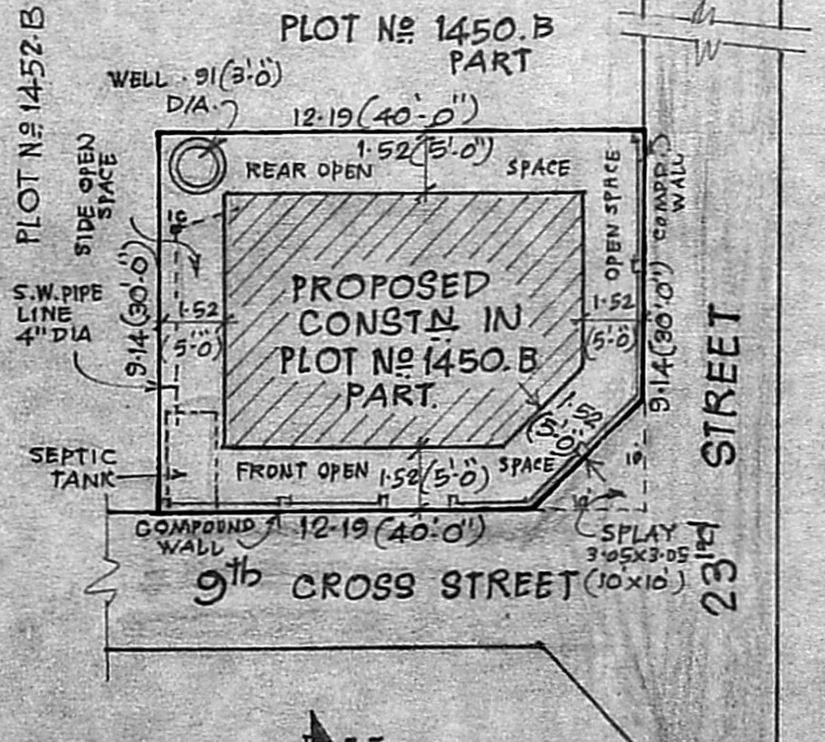 PLOT Nº 1450.B
PART
PLOT Nº 1452.B
WELL .91(3'-0")
DIA.
12.19(40'-0")
1.52(5'-0")
REAR OPEN SPACE
SIDE OPEN
SPACE
OPEN SPACE
COMPD.
WALL
9.14(30'-0")
S.W. PIPE
LINE
4" DIA
1.52
(5'-0")
PROPOSED
CONSTN IN
PLOT Nº 1450.B
PART.
1.52
(5'-0")
9.14(30'-0")
1.52
(5'-0")
STREET
SEPTIC
TANK
FRONT OPEN SPACE
1.52(5'-0")
10'
10'
COMPOUND
WALL
12.19(40'-0")
SPLAY
3.05X3.05
(10'X10')
9th CROSS STREET
23rd